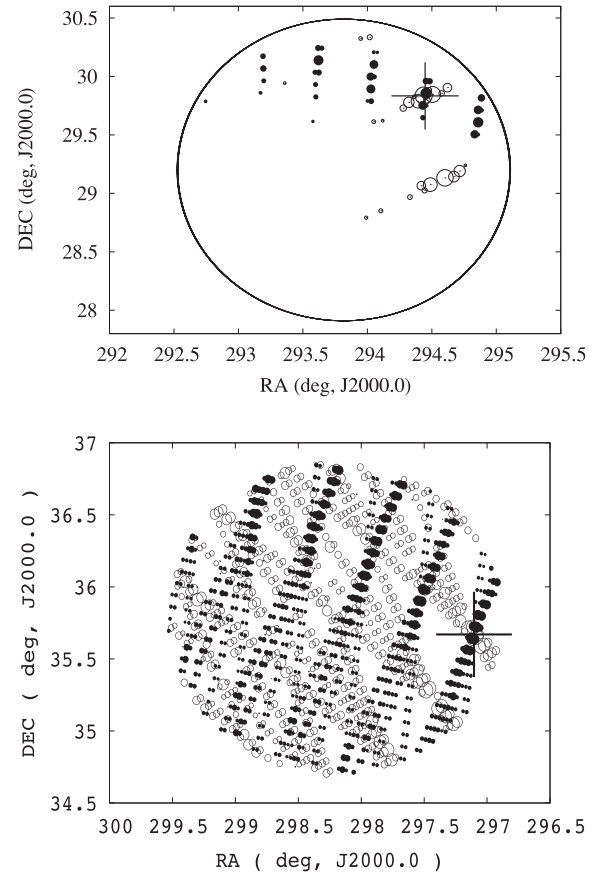 30.5
30
29.5
29
28.5
28
DEC (deg, J2000.0)
292 292.5 293 293.5 294 294.5 295 295.5
RA (deg, J2000.0)
37
36.5
36
35.5
35
34.5
DEC ( deg, J2000.0 )
300 299.5 299 298.5 298 297.5 297 296.5
RA ( deg, J2000.0 )